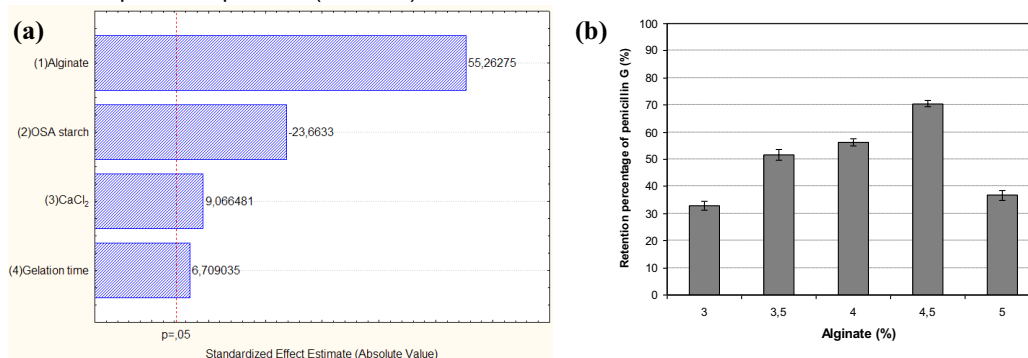 (a)
(1)Alginate
55,26275
(2)OSA starch
-23,6633
(3)CaCl₂
9,066481
(4)Gelation time
6,709035
p=,05
Standardized Effect Estimate (Absolute Value)
(b)
Retention percentage of penicillin G (%)
100
90
80
70
60
50
40
30
20
10
0
3
3,5
4
4,5
5
Alginate (%)